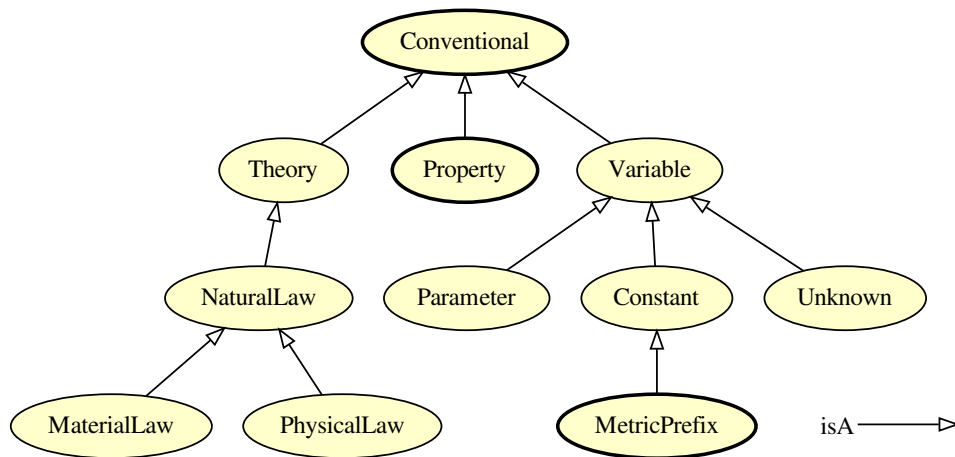 Conventional
Theory
Property
Variable
NaturalLaw
Parameter
Constant
Unknown
MaterialLaw
PhysicalLaw
MetricPrefix
isA